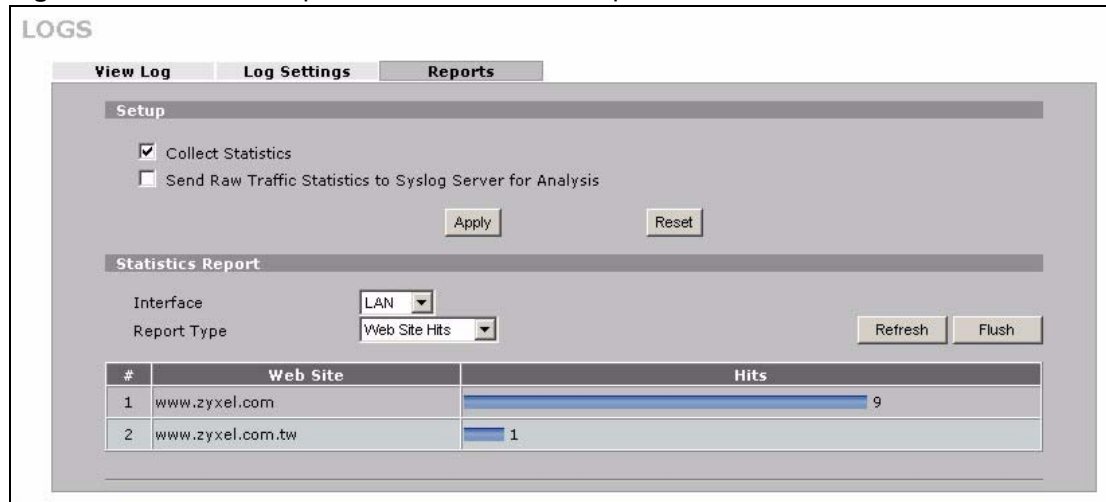 LOGS
View Log Log Settings Reports
Setup
Collect Statistics
Send Raw Traffic Statistics to Syslog Server for Analysis
Apply Reset
Statistics Report
Interface LAN
Report Type Web Site Hits Refresh Flush
# Web Site Hits
1 www.zyxel.com 9
2 www.zyxel.com.tw 1